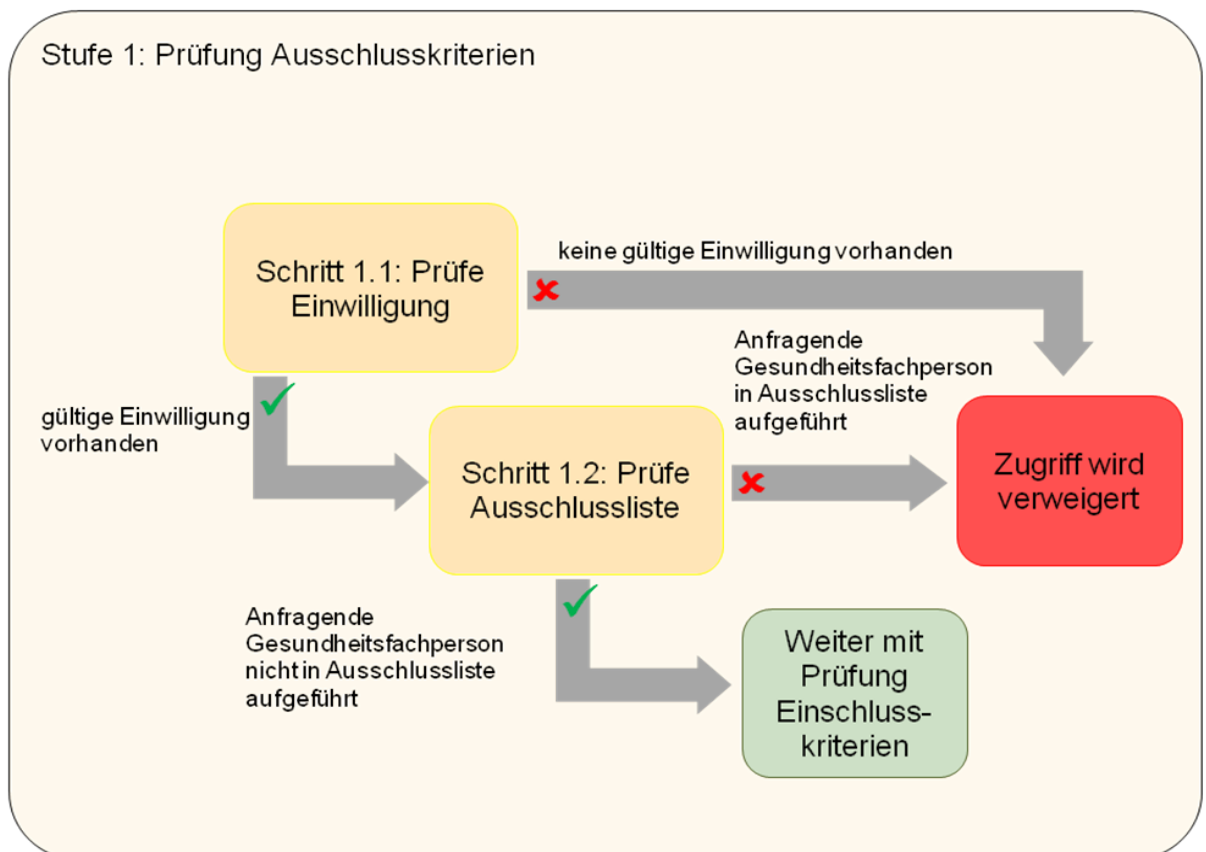 Stufe 1: Prüfung Ausschlusskriterien
Schritt 1.1: Prüfe
Einwilligung
keine gültige Einwilligung vorhanden
gültige Einwilligung
vorhanden
Anfragende
Gesundheitsfachperson
in Ausschlussliste
aufgeführt
Schritt 1.2: Prüfe
Ausschlussliste
Zugriff wird
verweigert
Anfragende
Gesundheitsfachperson
nicht in Ausschlussliste
aufgeführt
Weiter mit
Prüfung
Einschluss-
kriterien